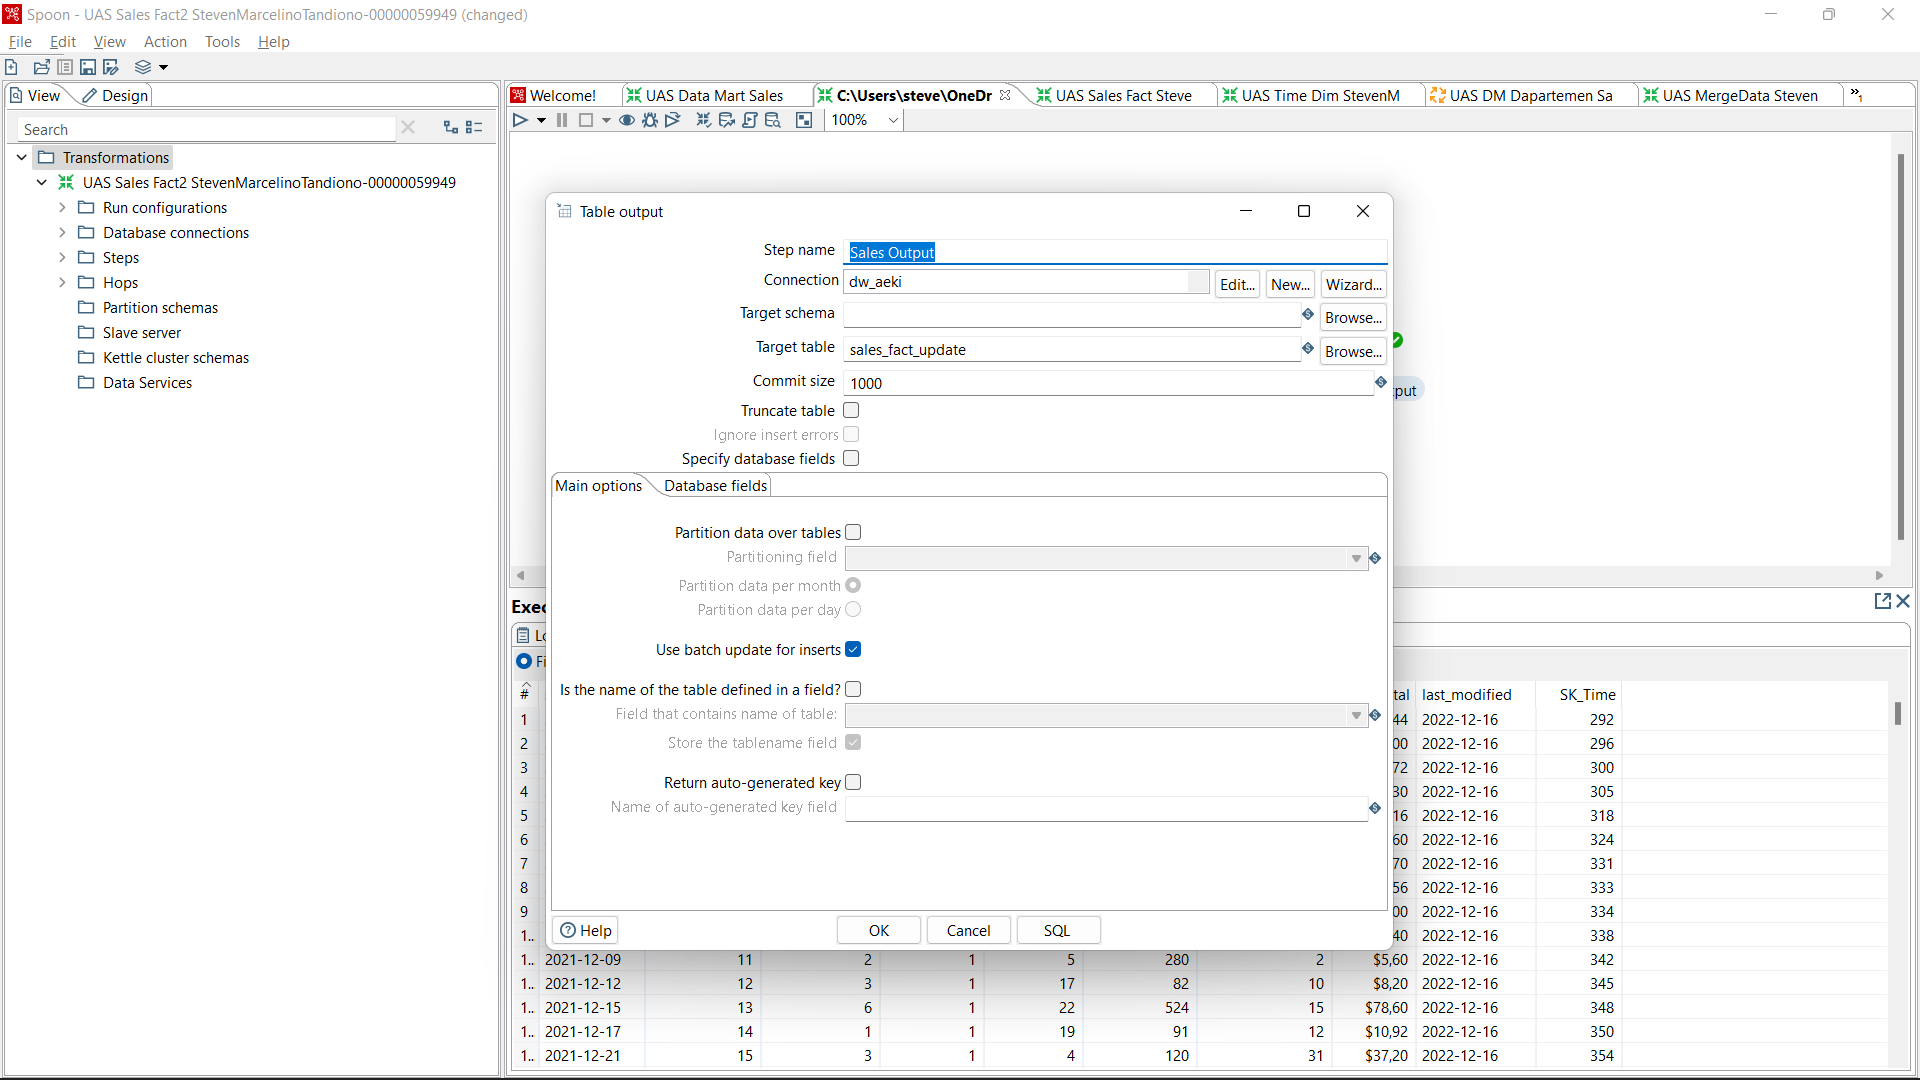 Spoon - UAS Sales Fact2 StevenMarcelinoTandiono-00000059949 (changed)
File Edit View Action Tools Help
View Design
Search
Transformations
UAS Sales Fact2 StevenMarcelinoTandiono-00000059949
Run configurations
Database connections
Steps
Hops
Partition schemas
Slave server
Kettle cluster schemas
Data Services
Welcome! UAS Data Mart Sales C:\Users\steve\OneDr UAS Sales Fact Steve UAS Time Dim StevenM UAS DM Dapartemen Sa UAS MergeData Steven »1
100%
Table output
Step name Sales Output
Connection dw_aeki Edit... New... Wizard...
Target schema Browse...
Target table sales_fact_update Browse...
Commit size 1000
Truncate table
Ignore insert errors
Specify database fields
Main options Database fields
Partition data over tables
Partitioning field
Partition data per month
Partition data per day
Use batch update for inserts
Is the name of the table defined in a field?
Field that contains name of table:
Store the tablename field
Return auto-generated key
Name of auto-generated key field
Help OK Cancel SQL
put
Exec
Lo
Fi
# tal last_modified SK_Time
1 44 2022-12-16 292
2 00 2022-12-16 296
3 72 2022-12-16 300
4 30 2022-12-16 305
5 16 2022-12-16 318
6 60 2022-12-16 324
7 70 2022-12-16 331
8 56 2022-12-16 333
9 00 2022-12-16 334
1.. 40 2022-12-16 338
1.. 2021-12-09 11 2 1 5 280 2 $5,60 2022-12-16 342
1.. 2021-12-12 12 3 1 17 82 10 $8,20 2022-12-16 345
1.. 2021-12-15 13 6 1 22 524 15 $78,60 2022-12-16 348
1.. 2021-12-17 14 1 1 19 91 12 $10,92 2022-12-16 350
1.. 2021-12-21 15 3 1 4 120 31 $37,20 2022-12-16 354